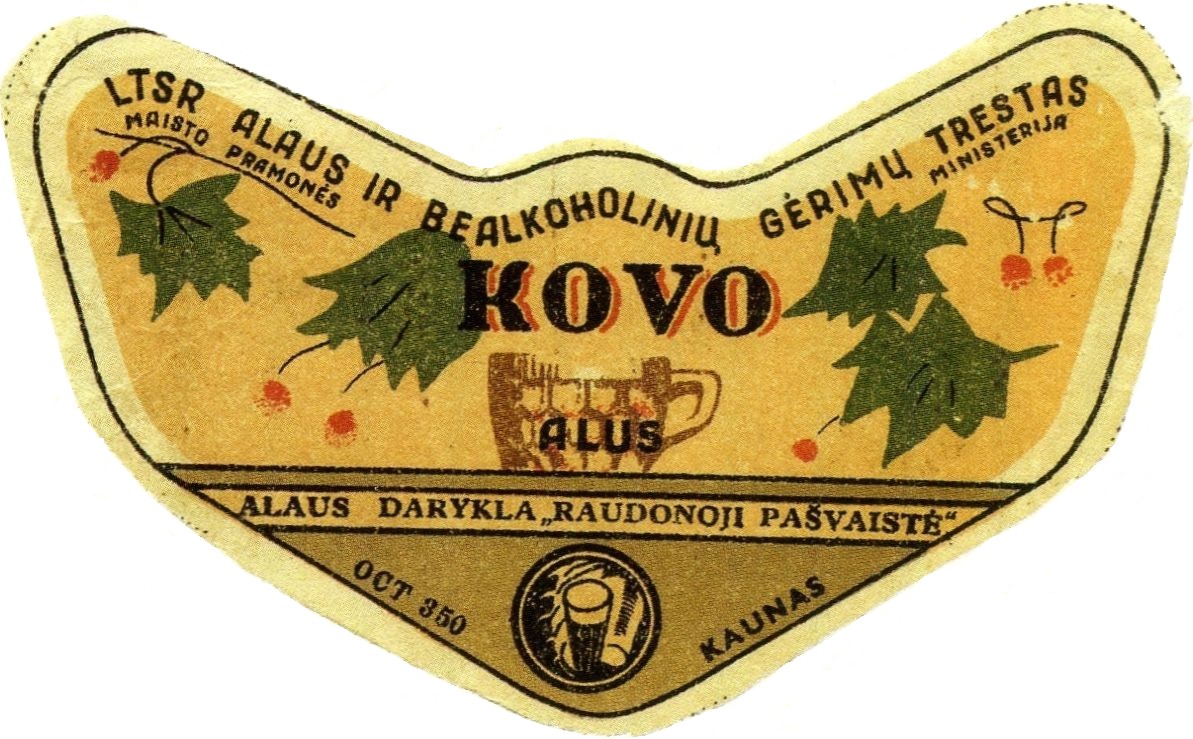 LTSR ALAUS IR BEALKOHOLINIŲ GĖRIMŲ TRESTAS
MAISTO PRAMONĖS MINISTERIJA
KOVO
ALUS
ALAUS DARYKLA „RAUDONOJI PAŠVAISTĖ“
OCT 350
KAUNAS